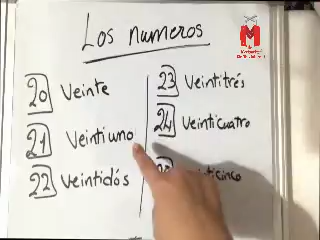 Los numeros
20 veinte
21 veintiuno
22 veintidós
23 veintitrés
24 veinticuatro